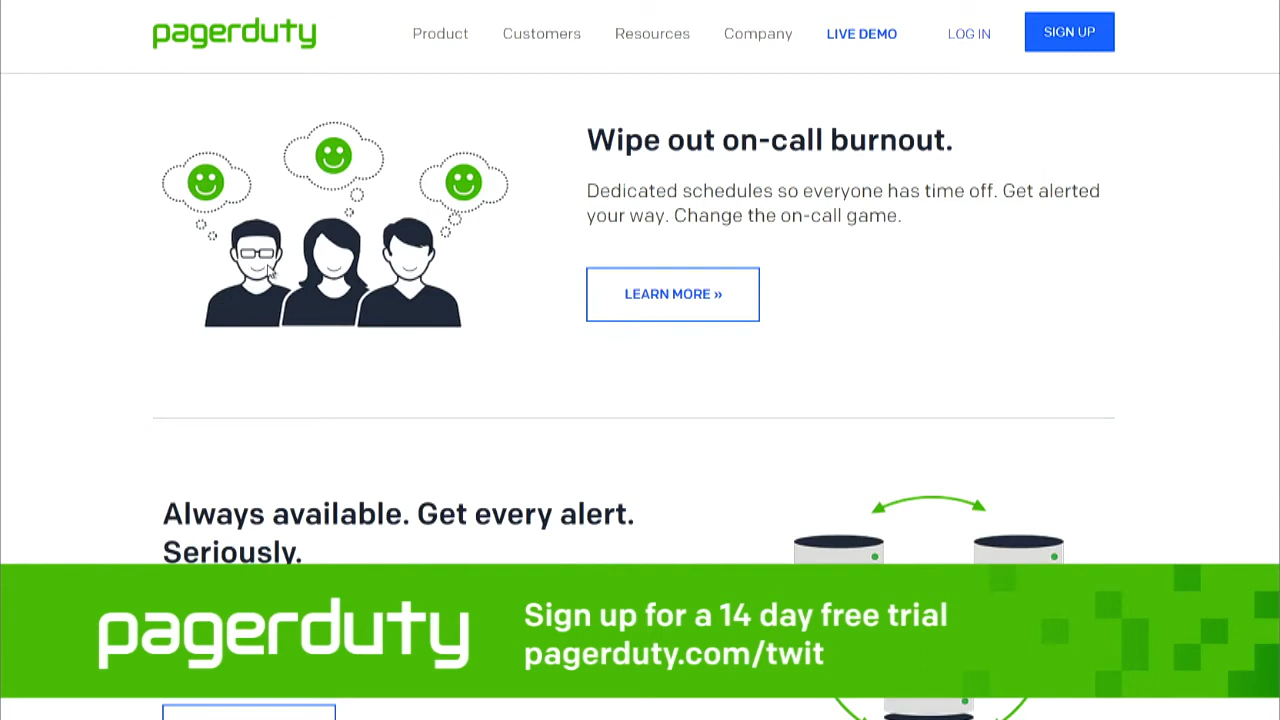 pagerduty
Product Customers Resources Company LIVE DEMO LOG IN SIGN UP
Wipe out on-call burnout.
Dedicated schedules so everyone has time off. Get alerted
your way. Change the on-call game.
LEARN MORE »
Always available. Get every alert.
Seriously.
pagerduty
Sign up for a 14 day free trial
pagerduty.com/twit